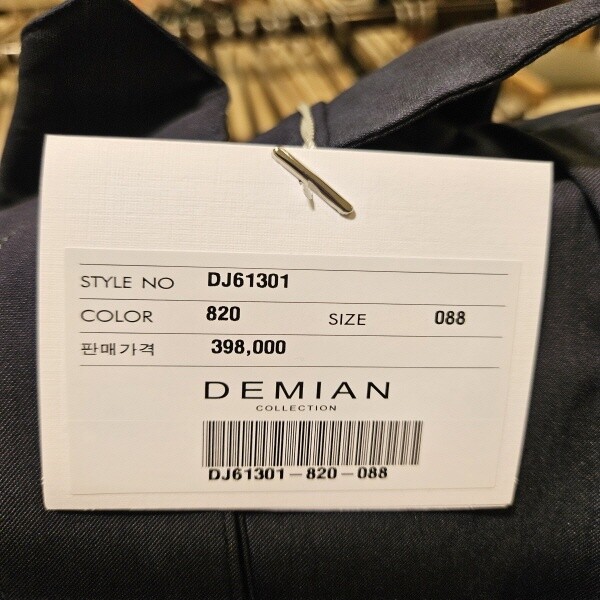 STYLE NO DJ61301
COLOR 820 SIZE 088
판매가격 398,000
DEMIAN
COLLECTION
DJ61301-820-088